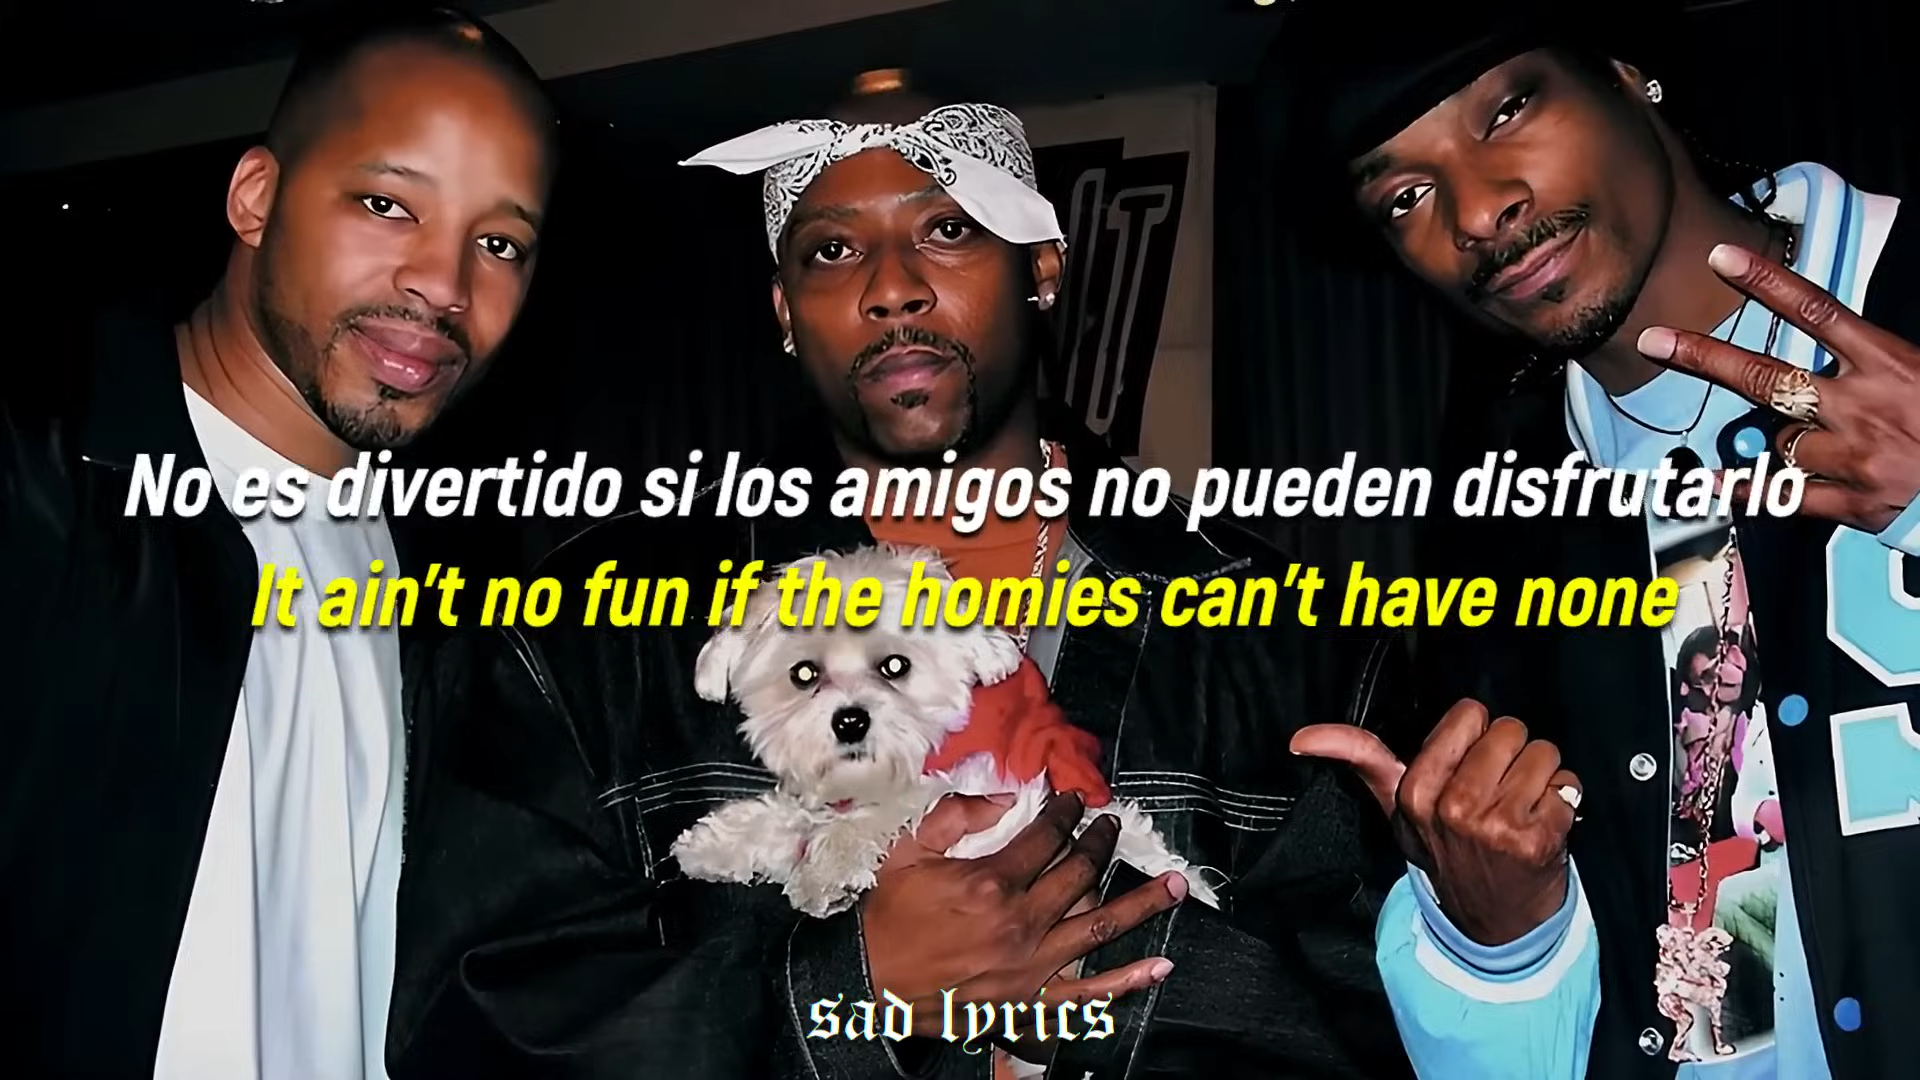 No es divertido si los amigos no pueden disfrutarlo
It ain't no fun if the homies can't have none
sad lyrics